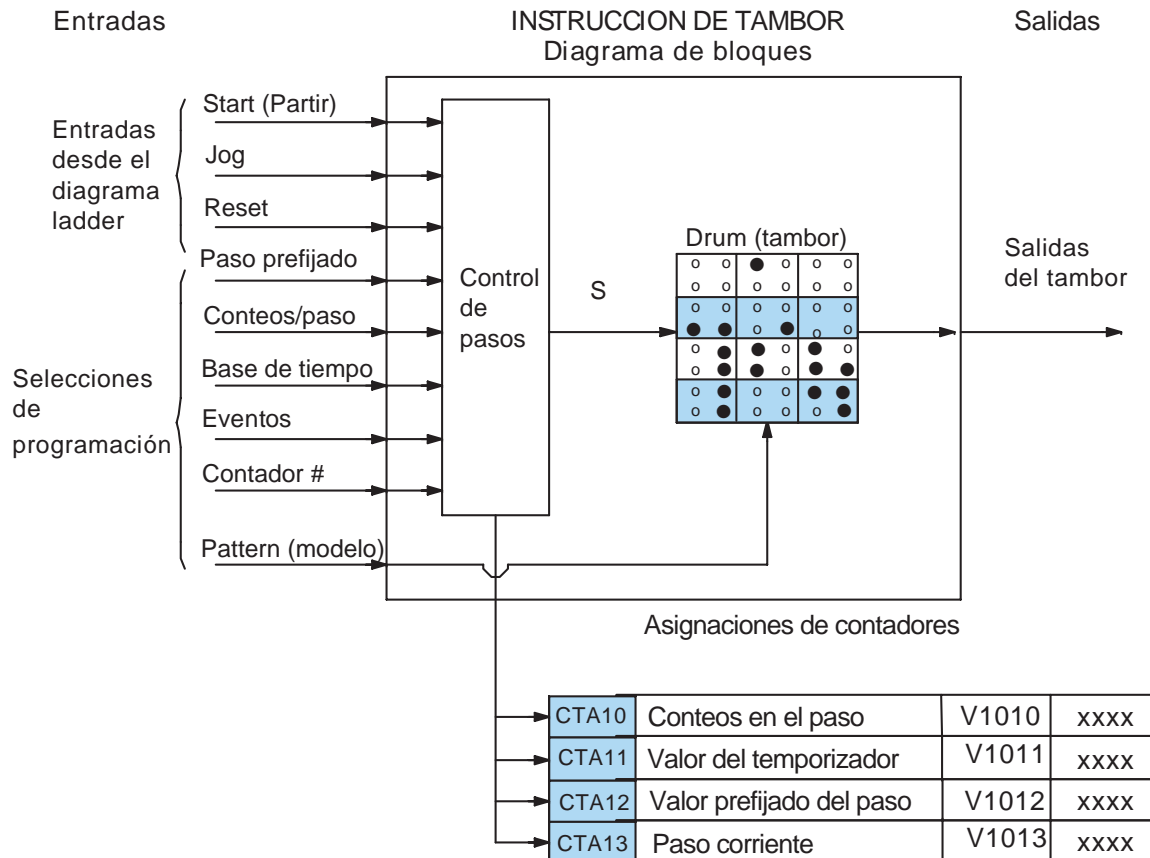 Entradas
INSTRUCCION DE TAMBOR
Diagrama de bloques
Salidas
Entradas
desde el
diagrama
ladder
Start (Partir)
Jog
Reset
Selecciones
de
programación
Paso prefijado
Conteos/paso
Base de tiempo
Eventos
Contador #
Pattern (modelo)
Control
de
pasos
S
Drum (tambor)
Salidas
del tambor
Asignaciones de contadores
CTA10 Conteos en el paso V1010 xxxx
CTA11 Valor del temporizador V1011 xxxx
CTA12 Valor prefijado del paso V1012 xxxx
CTA13 Paso corriente V1013 xxxx